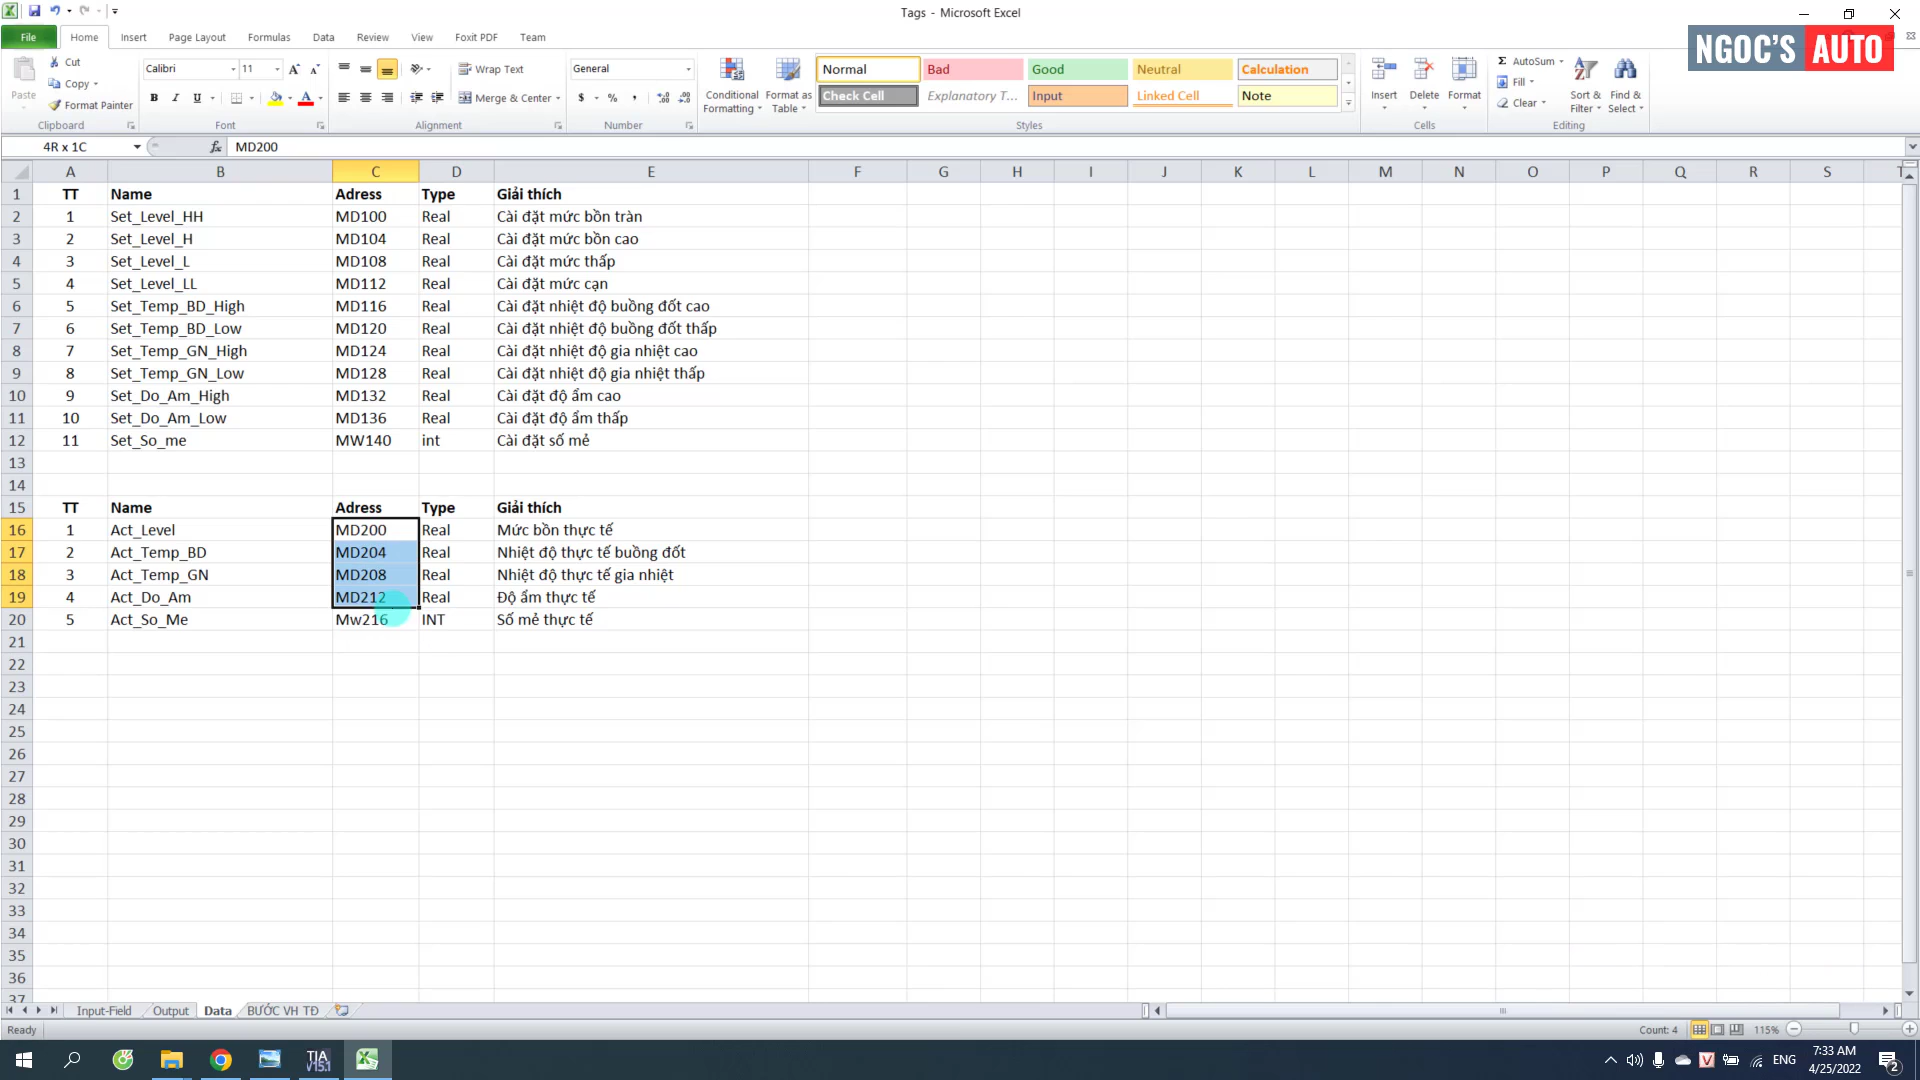 Tags - Microsoft Excel
File Home Insert Page Layout Formulas Data Review View Foxit PDF Team
NGOC'S AUTO
Paste
Cut
Copy
Format Painter
Clipboard
Calibri 11
B I U
Font
Wrap Text
Merge & Center
Alignment
General
$ % ,
Number
Conditional Formatting
Format as Table
Normal Bad Good Neutral Calculation
Check Cell Explanatory T... Input Linked Cell Note
Styles
Insert Delete Format
Cells
Σ AutoSum
Fill
Clear
Sort & Filter
Find & Select
Editing
4R x 1C fx MD200
A B C D E F G H I J K L M N O P Q R S T
1 TT Name Adress Type Giải thích
2 1 Set_Level_HH MD100 Real Cài đặt mức bồn tràn
3 2 Set_Level_H MD104 Real Cài đặt mức bồn cao
4 3 Set_Level_L MD108 Real Cài đặt mức thấp
5 4 Set_Level_LL MD112 Real Cài đặt mức cạn
6 5 Set_Temp_BD_High MD116 Real Cài đặt nhiệt độ buồng đốt cao
7 6 Set_Temp_BD_Low MD120 Real Cài đặt nhiệt độ buồng đốt thấp
8 7 Set_Temp_GN_High MD124 Real Cài đặt nhiệt độ gia nhiệt cao
9 8 Set_Temp_GN_Low MD128 Real Cài đặt nhiệt độ gia nhiệt thấp
10 9 Set_Do_Am_High MD132 Real Cài đặt độ ẩm cao
11 10 Set_Do_Am_Low MD136 Real Cài đặt độ ẩm thấp
12 11 Set_So_me MW140 int Cài đặt số mẻ
13
14
15 TT Name Adress Type Giải thích
16 1 Act_Level MD200 Real Mức bồn thực tế
17 2 Act_Temp_BD MD204 Real Nhiệt độ thực tế buồng đốt
18 3 Act_Temp_GN MD208 Real Nhiệt độ thực tế gia nhiệt
19 4 Act_Do_Am MD212 Real Độ ẩm thực tế
20 5 Act_So_Me Mw216 INT Số mẻ thực tế
21
22
23
24
25
26
27
28
29
30
31
32
33
34
35
36
37
Input-Field Output Data BƯỚC VH TĐ
Ready Count: 4 115%
TIA V15.1
ENG
7:33 AM
4/25/2022
2